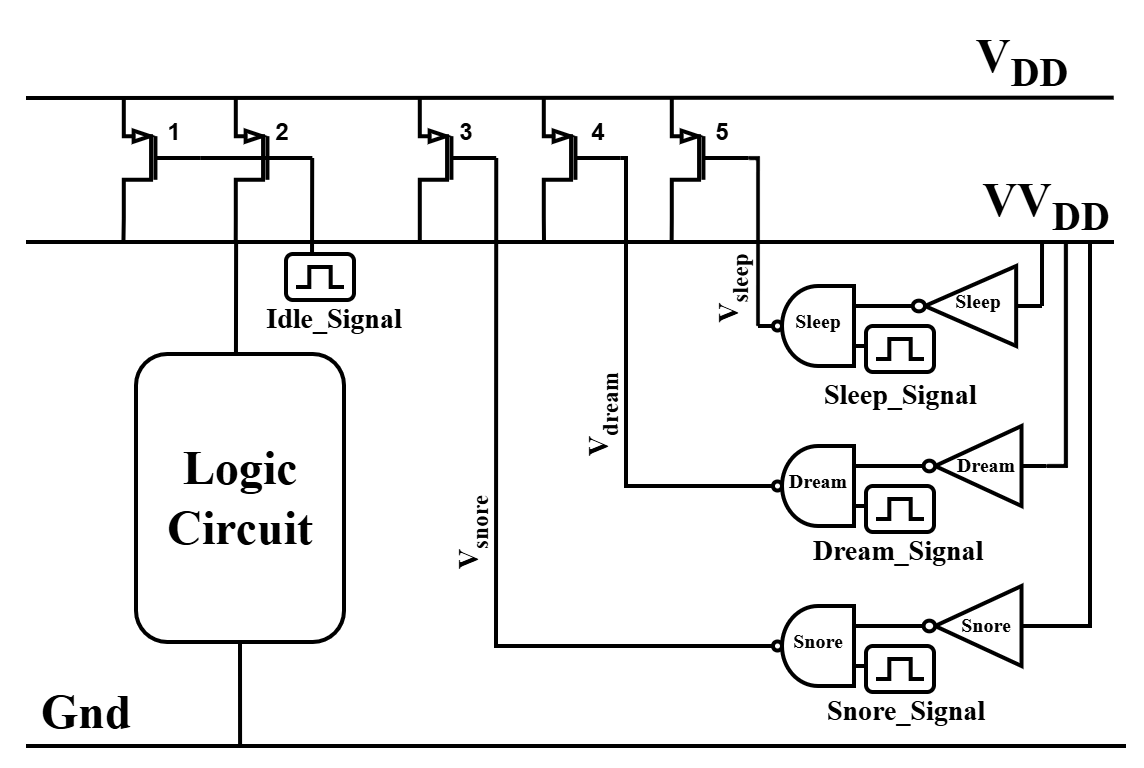 VDD
1
2
3
4
5
VVDD
Idle_Signal
Vsleep
Sleep
Sleep
Sleep_Signal
Vdream
Dream
Dream
Dream_Signal
Logic
Circuit
Vsnore
Snore
Snore
Snore_Signal
Gnd